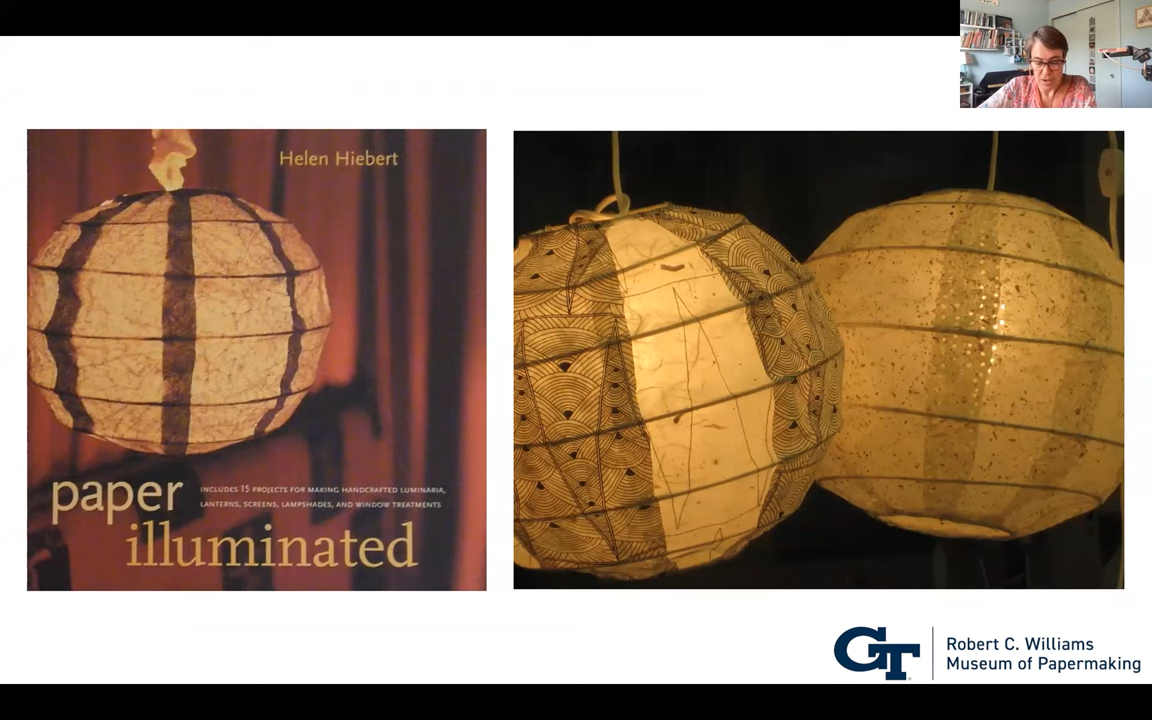 Helen Hiebert
paper
INCLUDES 15 PROJECTS FOR MAKING HANDCRAFTED LUMINARIA,
LANTERNS, SCREENS, LAMPSHADES, AND WINDOW TREATMENTS
illuminated
GT
Robert C. Williams
Museum of Papermaking